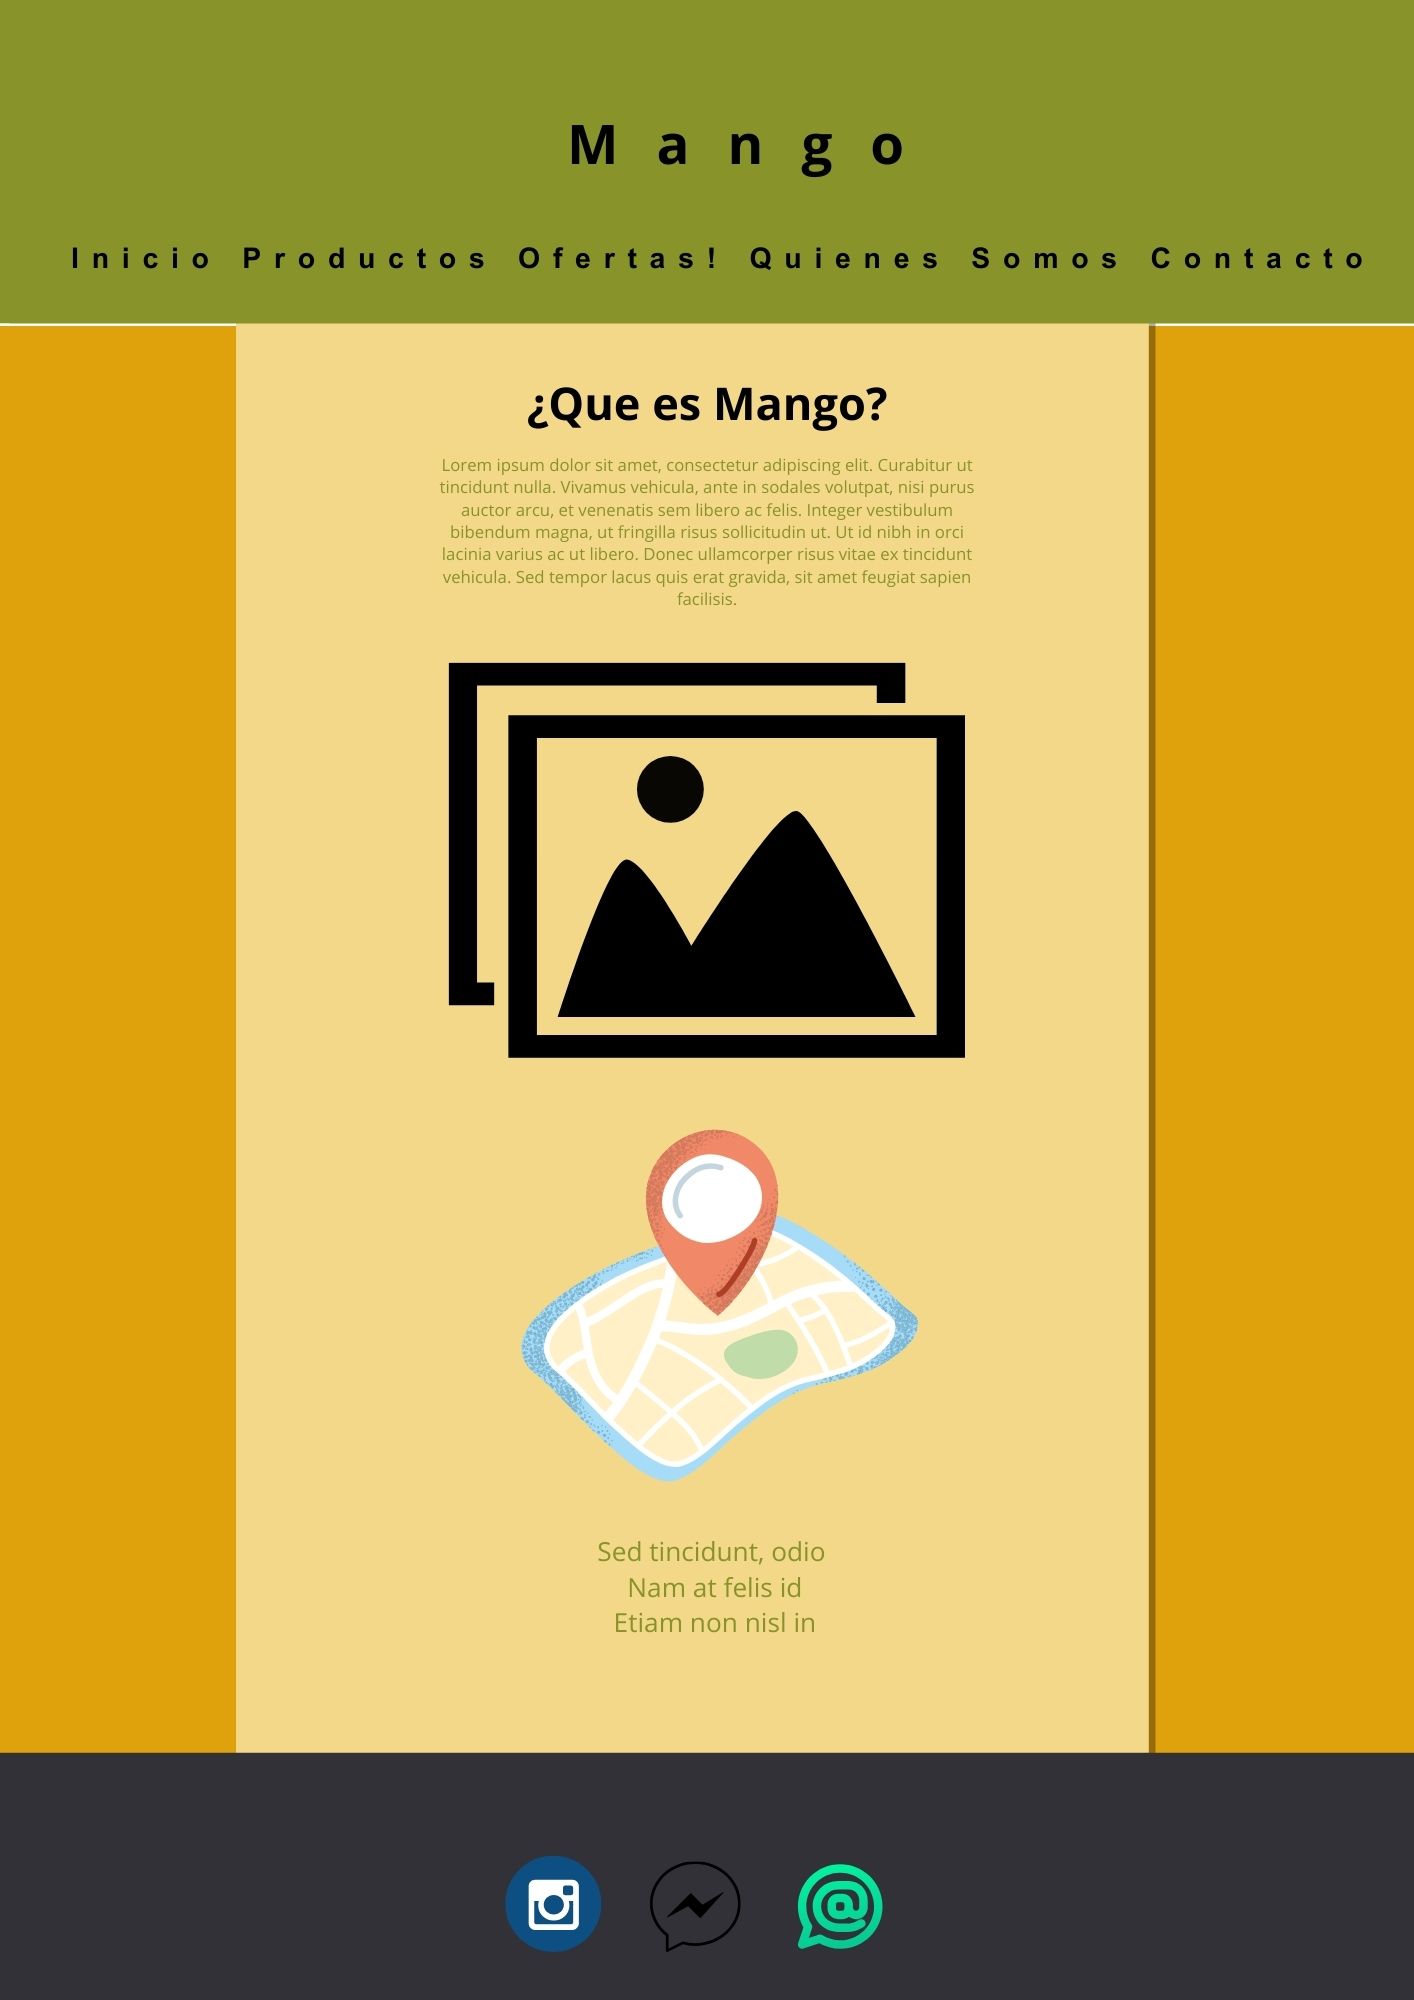 Mango
Inicio Productos Ofertas! Quienes Somos Contacto
¿Que es Mango?
Lorem ipsum dolor sit amet, consectetur adipiscing elit. Curabitur ut
tincidunt nulla. Vivamus vehicula, ante in sodales volutpat, nisi purus
auctor arcu, et venenatis sem libero ac felis. Integer vestibulum
bibendum magna, ut fringilla risus sollicitudin ut. Ut id nibh in orci
lacinia varius ac ut libero. Donec ullamcorper risus vitae ex tincidunt
vehicula. Sed tempor lacus quis erat gravida, sit amet feugiat sapien
facilisis.
Sed tincidunt, odio
Nam at felis id
Etiam non nisl in